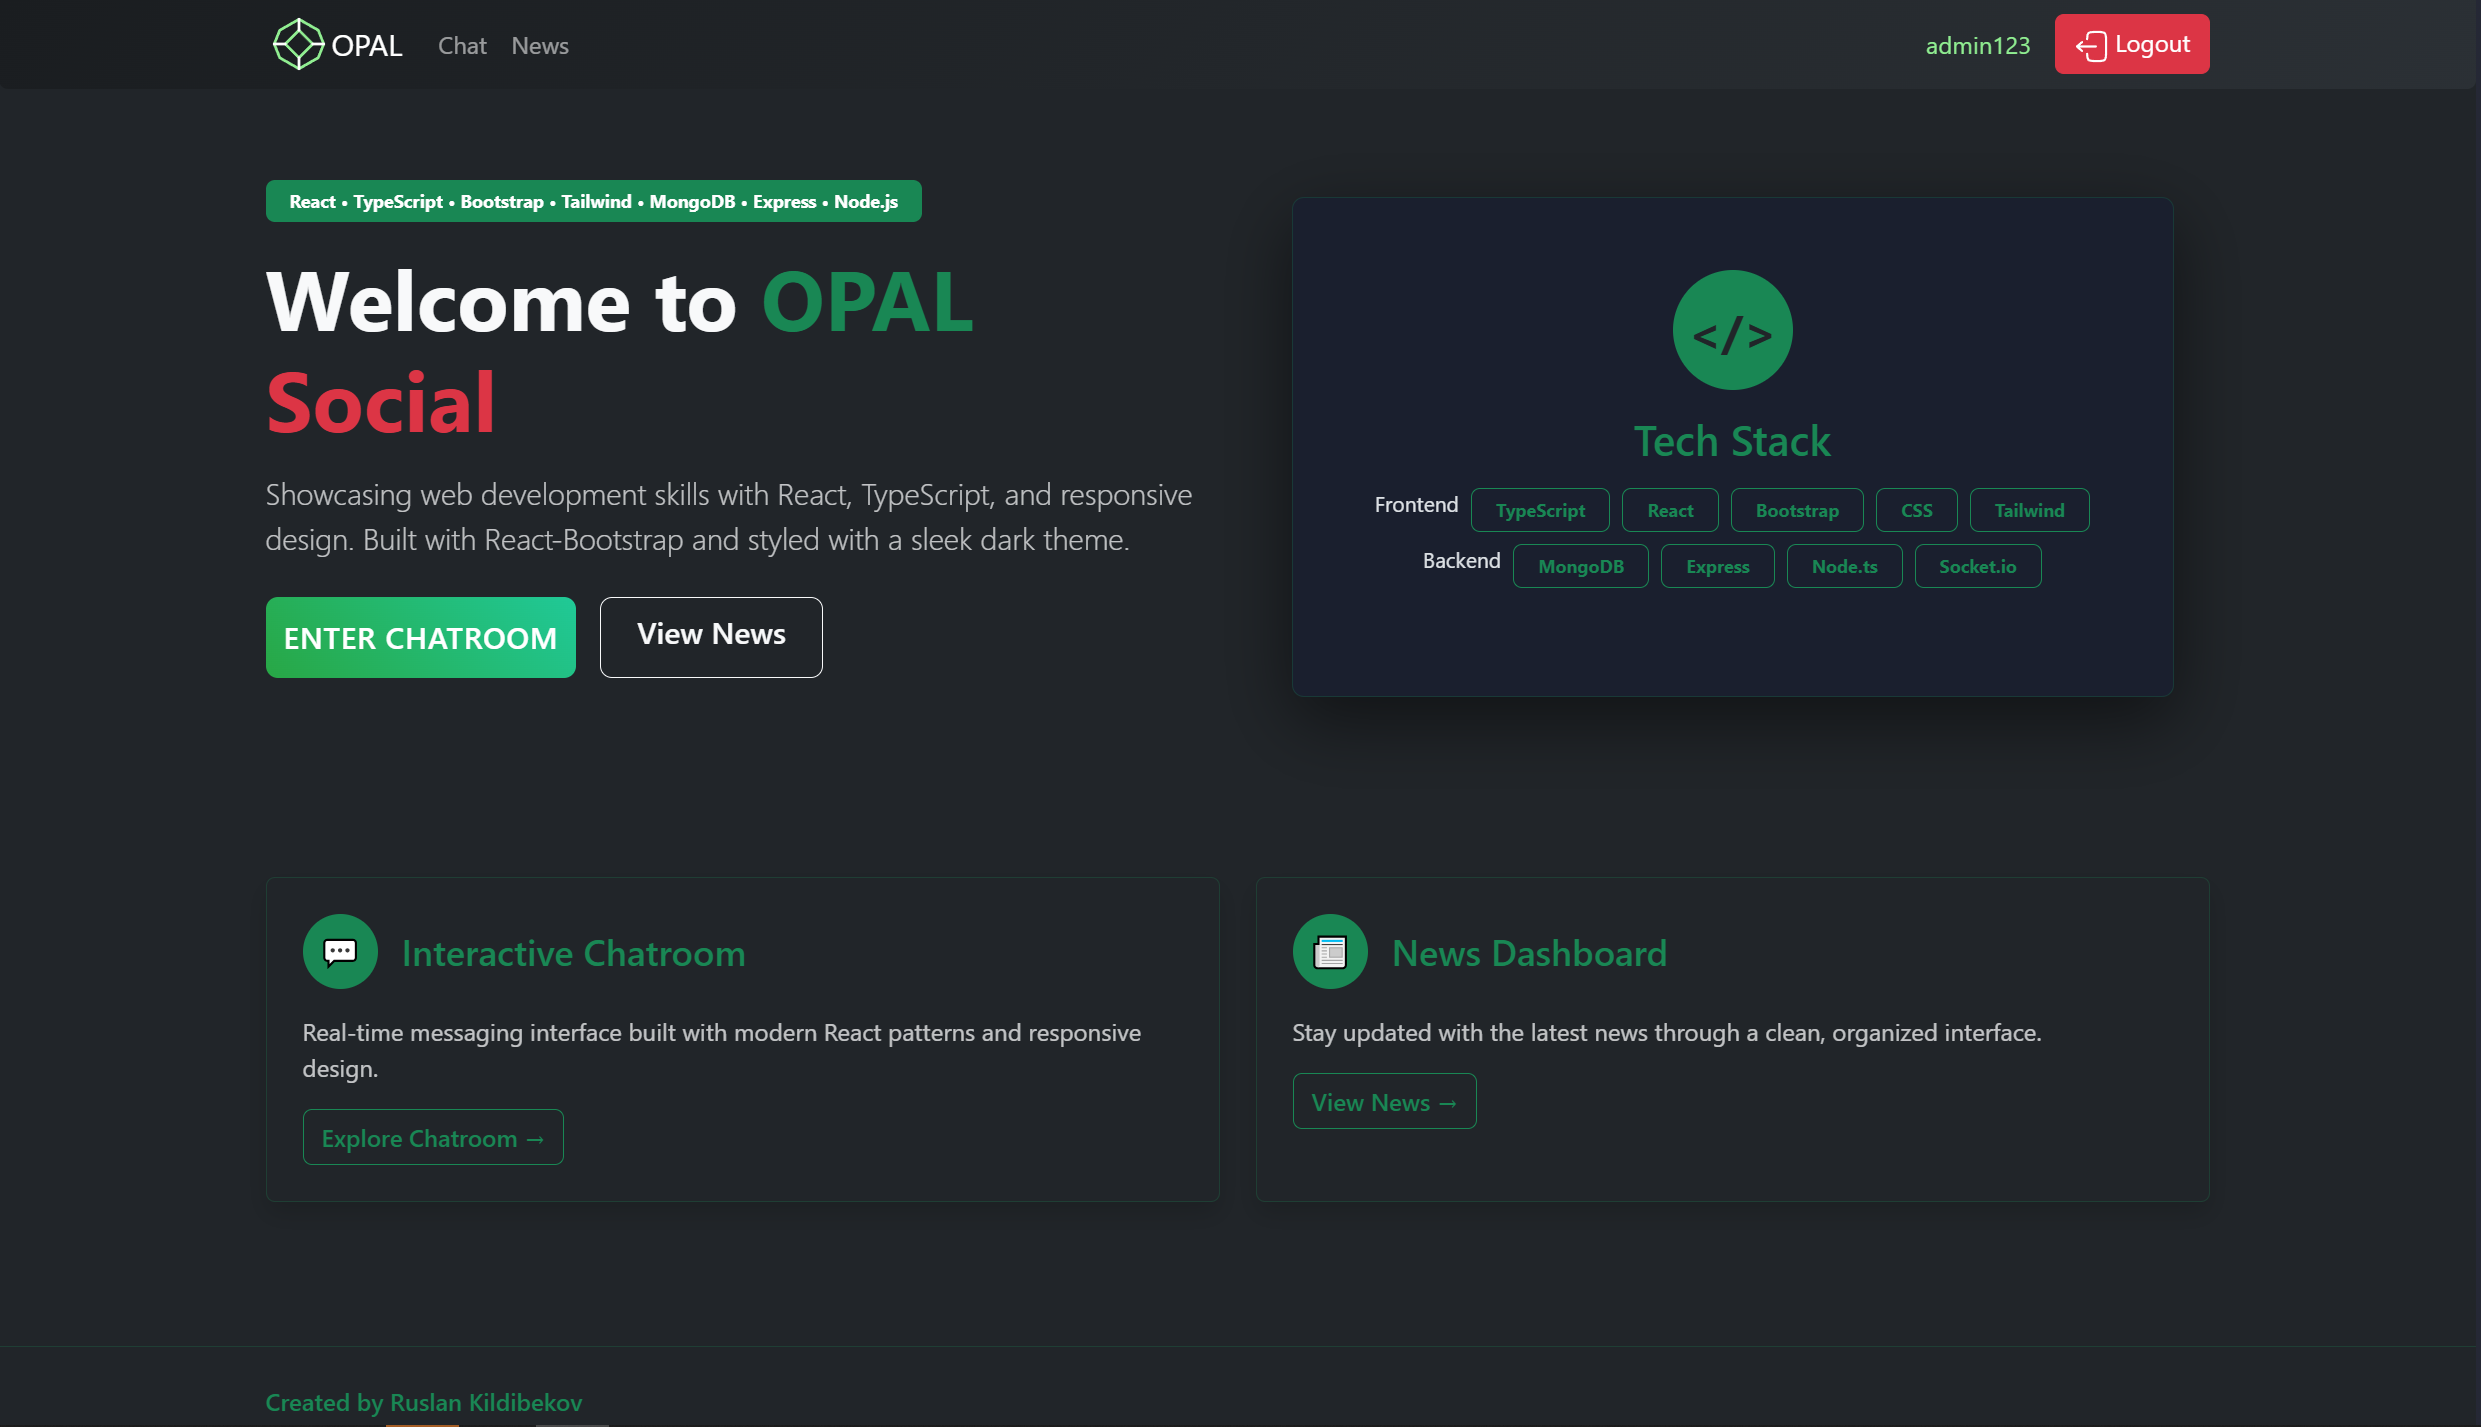 OPAL Chat News admin123 Logout
React • TypeScript • Bootstrap • Tailwind • MongoDB • Express • Node.js
Welcome to OPAL
Social
Showcasing web development skills with React, TypeScript, and responsive
design. Built with React-Bootstrap and styled with a sleek dark theme.
ENTER CHATROOM View News
</>
Tech Stack
Frontend TypeScript React Bootstrap CSS Tailwind
Backend MongoDB Express Node.ts Socket.io
Interactive Chatroom
Real-time messaging interface built with modern React patterns and responsive
design.
Explore Chatroom →
News Dashboard
Stay updated with the latest news through a clean, organized interface.
View News →
Created by Ruslan Kildibekov